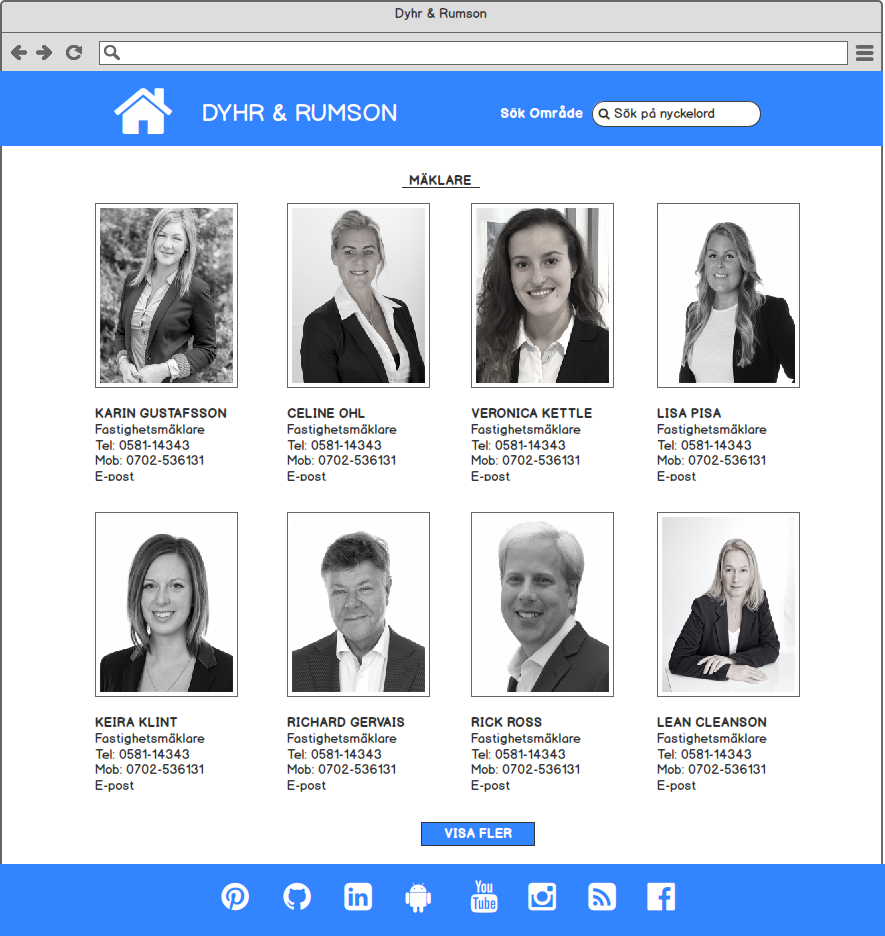 Dyhr & Rumson
DYHR & RUMSON
Sök Område
Sök på nyckelord
MÄKLARE
KARIN GUSTAFSSON
Fastighetsmäklare
Tel: 0581-14343
Mob: 0702-536131
E-post
CELINE OHL
Fastighetsmäklare
Tel: 0581-14343
Mob: 0702-536131
E-post
VERONICA KETTLE
Fastighetsmäklare
Tel: 0581-14343
Mob: 0702-536131
E-post
LISA PISA
Fastighetsmäklare
Tel: 0581-14343
Mob: 0702-536131
E-post
KEIRA KLINT
Fastighetsmäklare
Tel: 0581-14343
Mob: 0702-536131
E-post
RICHARD GERVAIS
Fastighetsmäklare
Tel: 0581-14343
Mob: 0702-536131
E-post
RICK ROSS
Fastighetsmäklare
Tel: 0581-14343
Mob: 0702-536131
E-post
LEAN CLEANSON
Fastighetsmäklare
Tel: 0581-14343
Mob: 0702-536131
E-post
VISA FLER
in
You
Tube